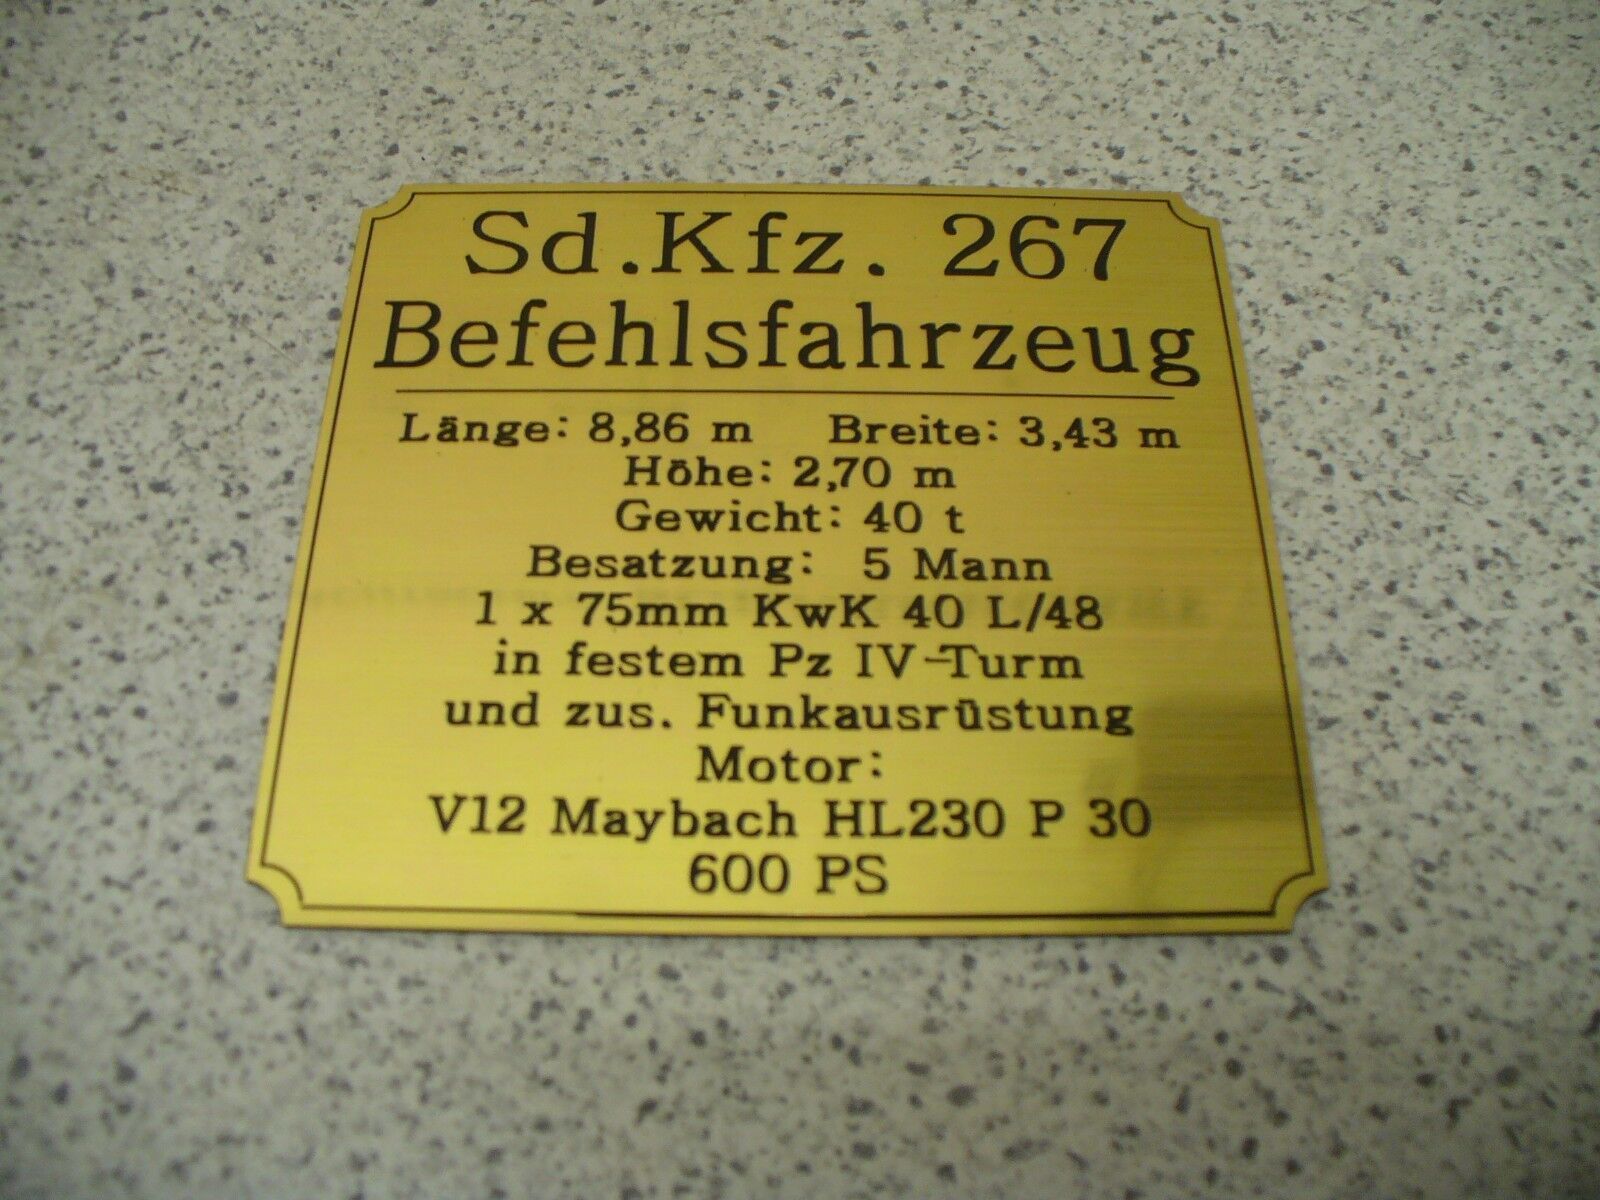 Sd.Kfz. 267
Befehlsfahrzeug
Länge: 8,86 m Breite: 3,43 m
Höhe: 2,70 m
Gewicht: 40 t
Besatzung: 5 Mann
1 x 75mm KwK 40 L/48
in festem Pz IV-Turm
und zus. Funkausrüstung
Motor:
V12 Maybach HL230 P 30
600 PS